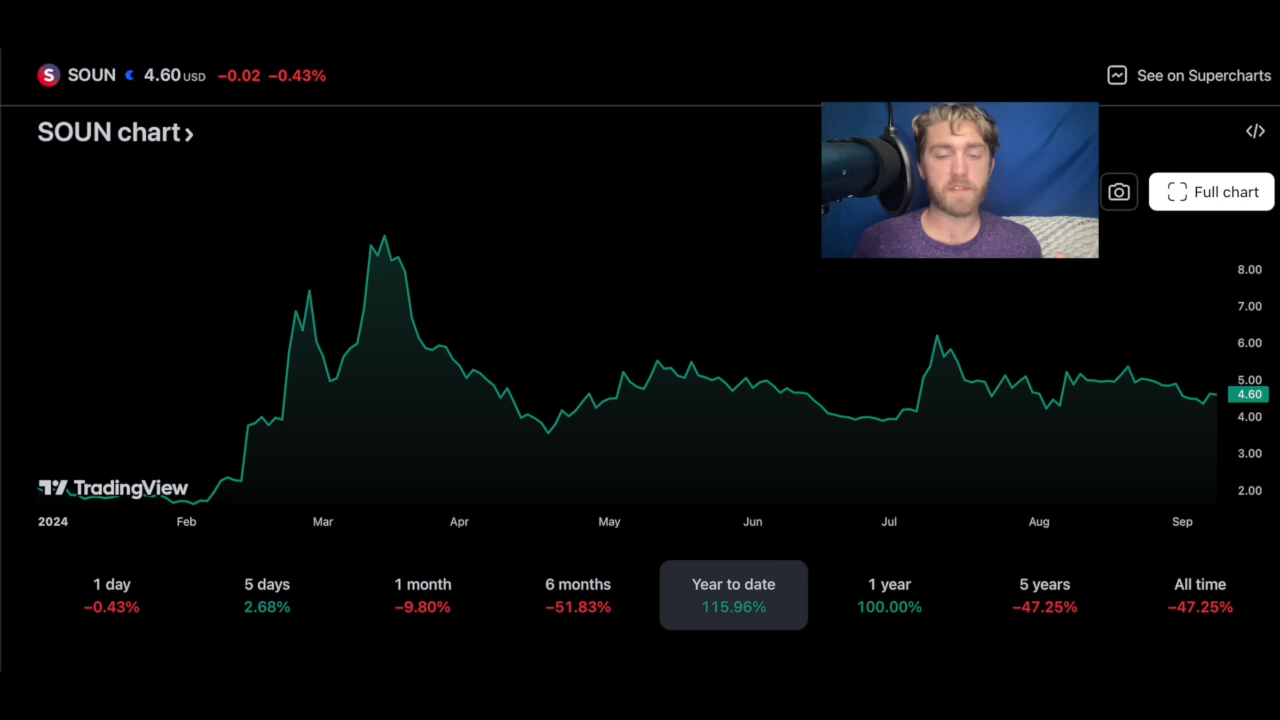 S SOUN 4.60 USD −0.02 −0.43%
See on Supercharts
SOUN chart ›
</>
Full chart
8.00
7.00
6.00
5.00
4.60
4.00
3.00
2.00
TradingView
2024 Feb Mar Apr May Jun Jul Aug Sep
1 day 5 days 1 month 6 months Year to date 1 year 5 years All time
−0.43% 2.68% −9.80% −51.83% 115.96% 100.00% −47.25% −47.25%